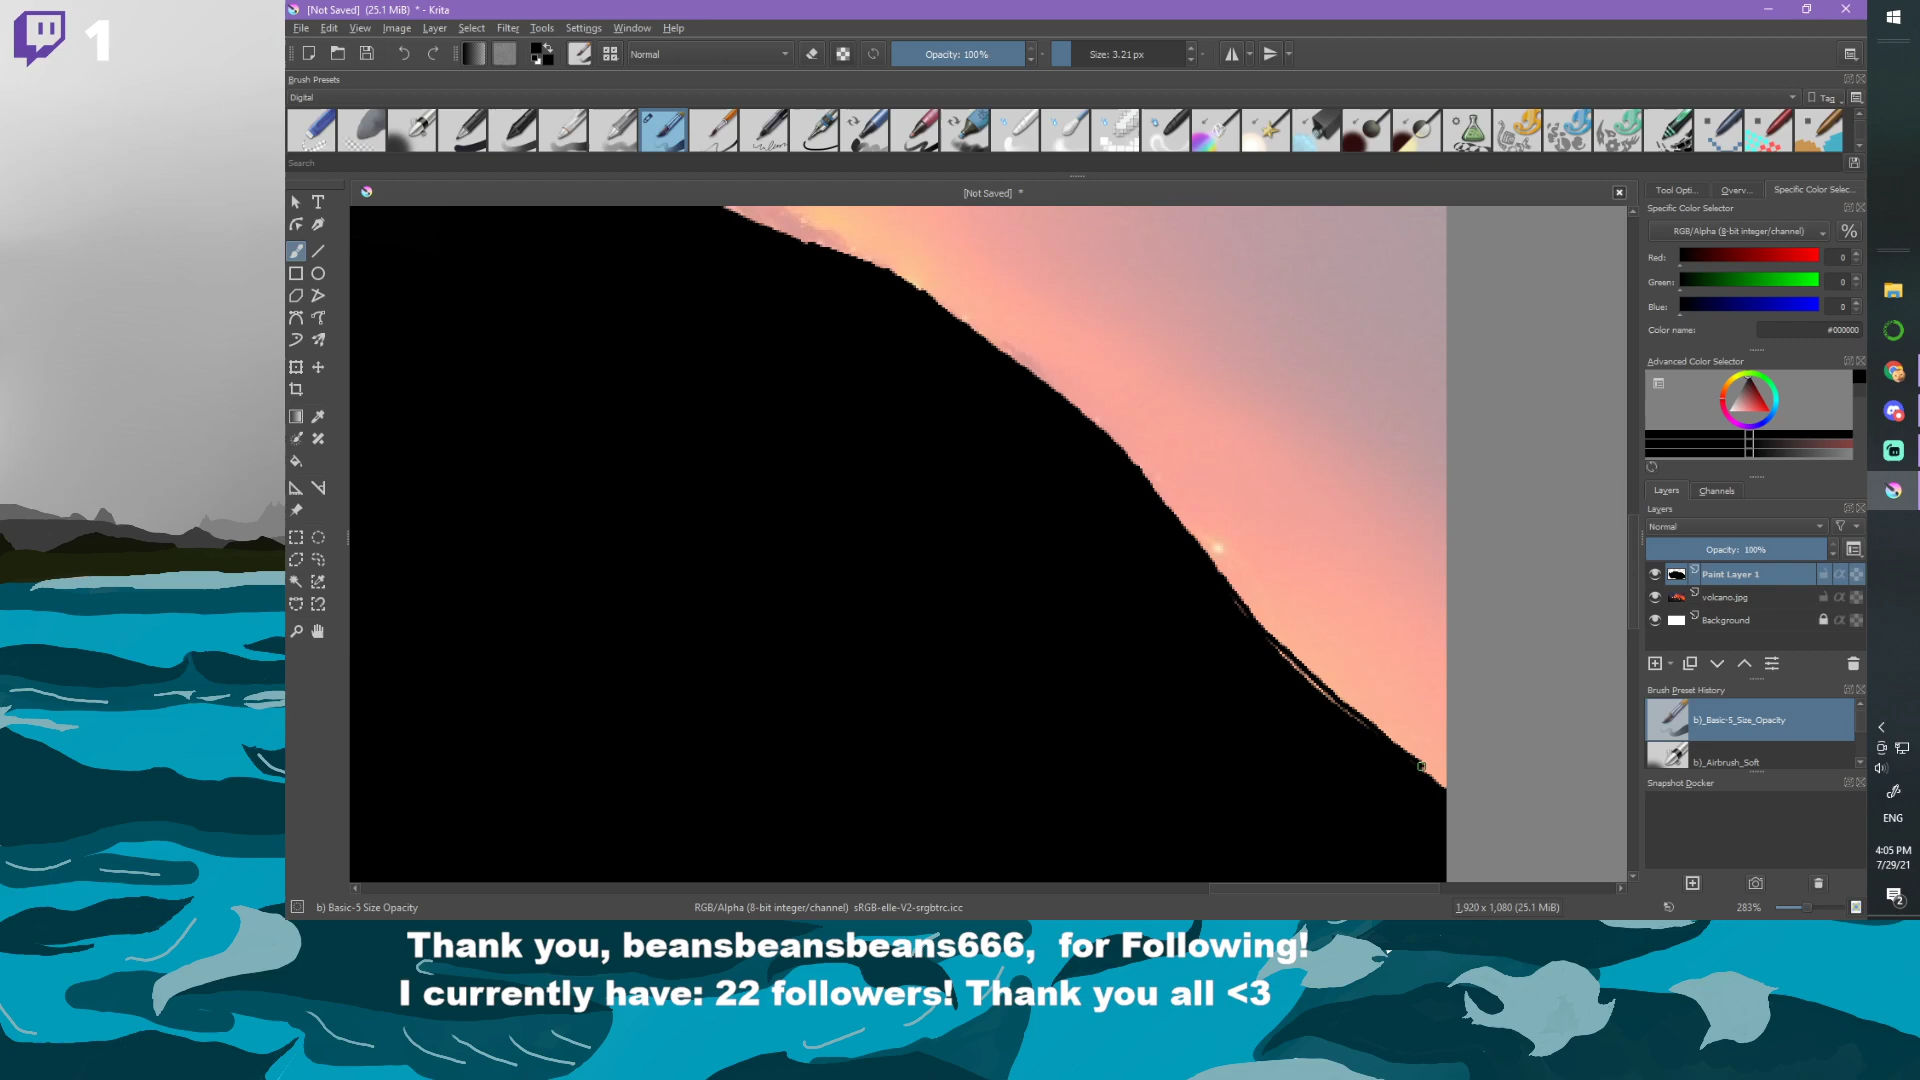 1
[Not Saved] (25.1 MiB) * - Krita
File Edit View Image Layer Select Filter Tools Settings Window Help
Normal
Opacity: 100%
Size: 3.21 px
Brush Presets
Digital
Tag
Search
[Not Saved] *
Tool Opti...
Overv...
Specific Color Selec...
Specific Color Selector
RGB/Alpha (8-bit integer/channel)
%
Red: 0
Green: 0
Blue: 0
Color name: #000000
Advanced Color Selector
Layers
Channels
Layers
Normal
Opacity: 100%
Paint Layer 1
volcano.jpg
Background
Brush Preset History
b)_Basic-5_Size_Opacity
b)_Airbrush_Soft
Snapshot Docker
ENG
4:05 PM
7/29/21
2
b) Basic-5 Size Opacity
RGB/Alpha (8-bit integer/channel) sRGB-elle-V2-srgbtrc.icc
1,920 x 1,080 (25.1 MiB)
283%
Thank you, beansbeansbeans666, for Following!
I currently have: 22 followers! Thank you all <3